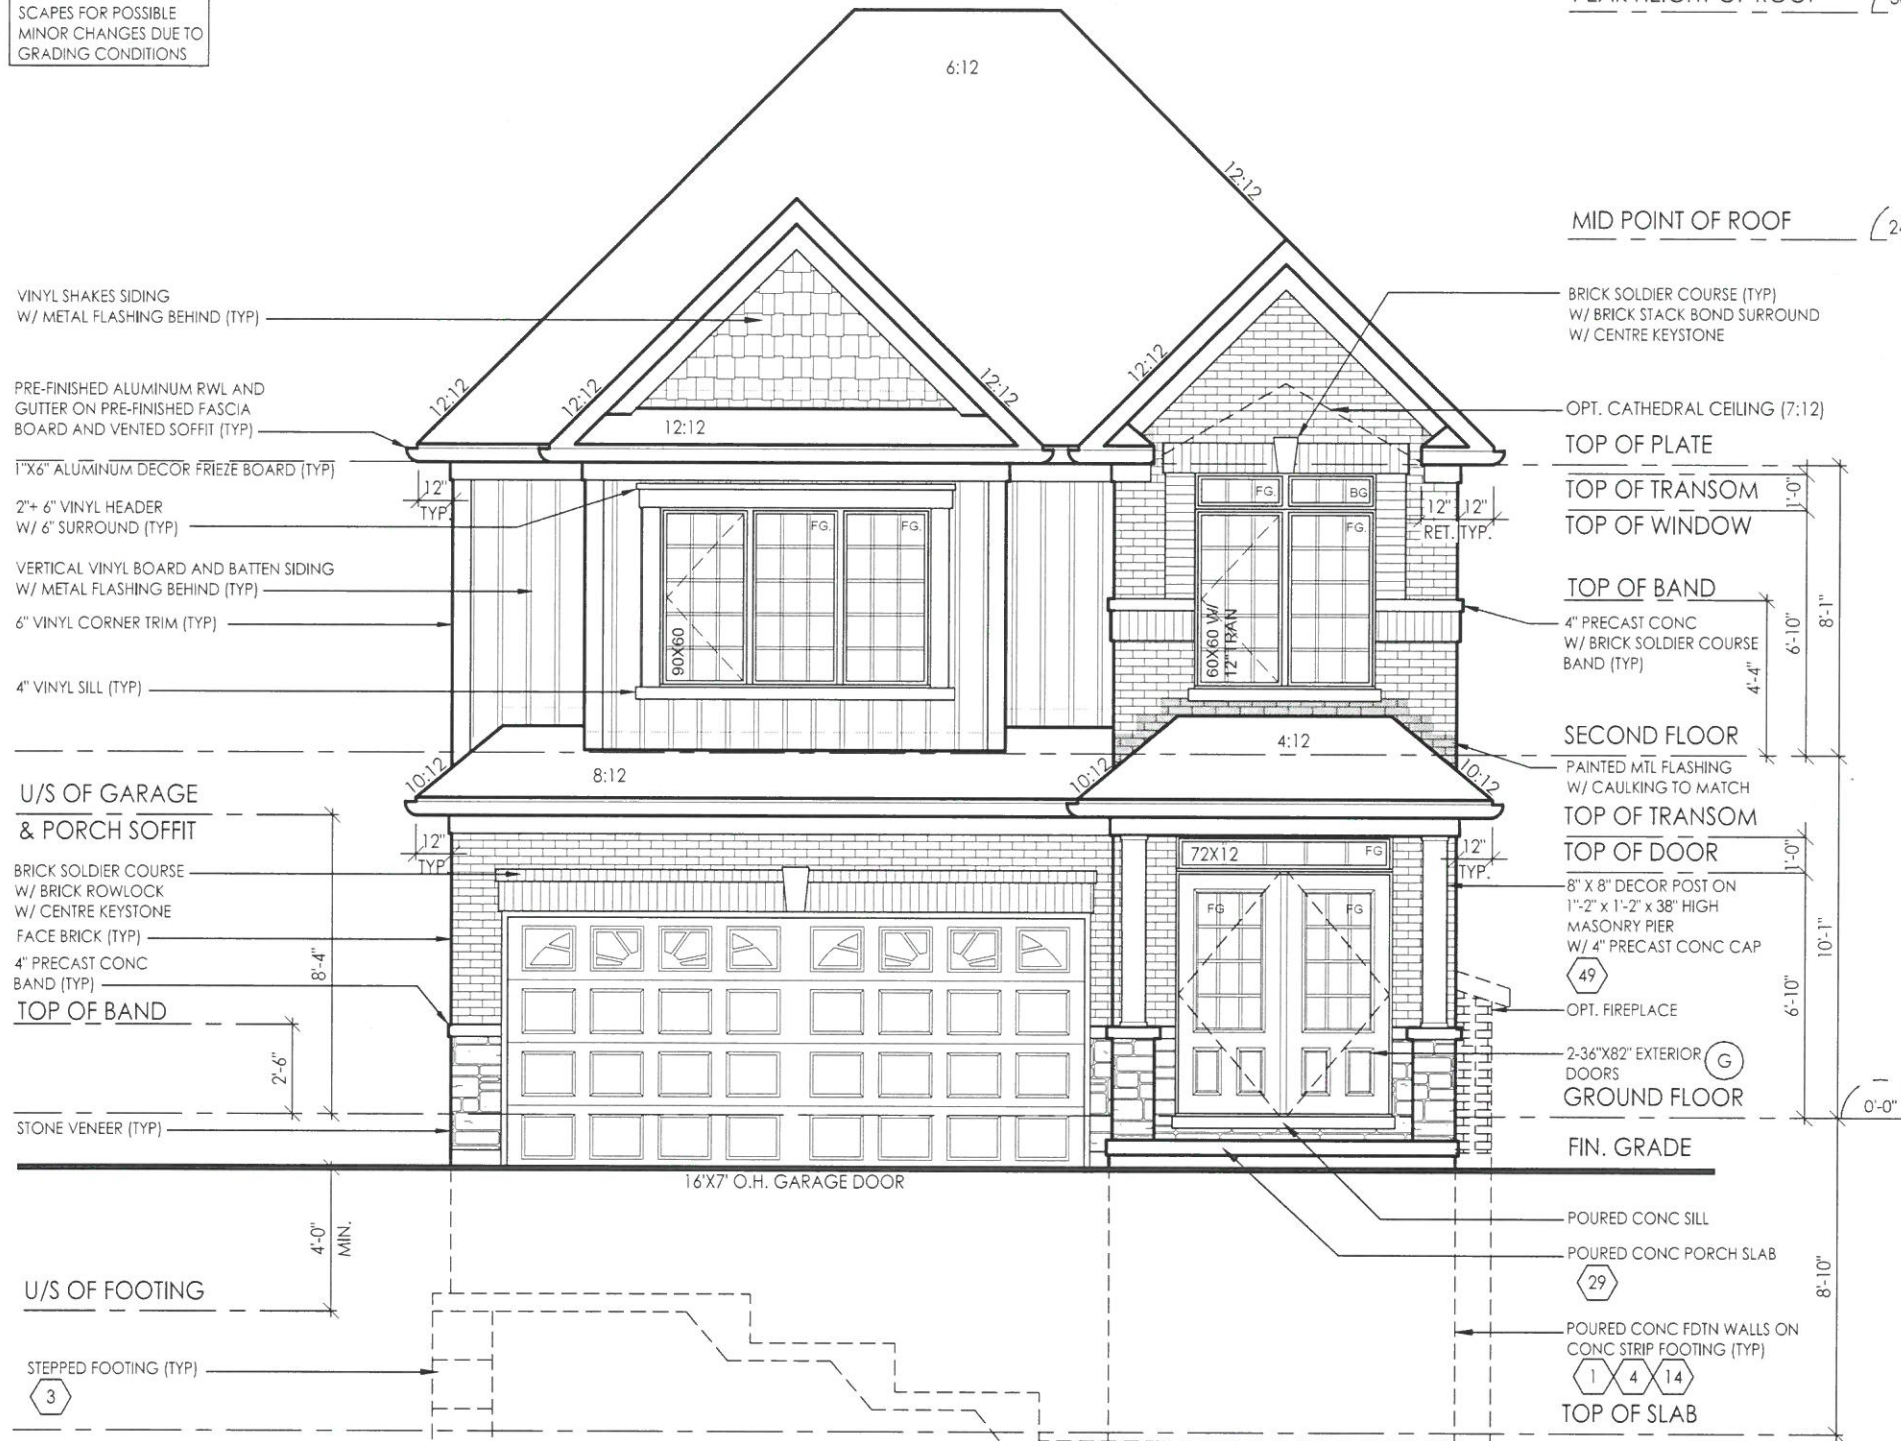 SCAPES FOR POSSIBLE
MINOR CHANGES DUE TO
GRADING CONDITIONS
6:12
12:12
MID POINT OF ROOF
VINYL SHAKES SIDING
W/ METAL FLASHING BEHIND (TYP)
BRICK SOLDIER COURSE (TYP)
W/ BRICK STACK BOND SURROUND
W/ CENTRE KEYSTONE
PRE-FINISHED ALUMINUM RWL AND
GUTTER ON PRE-FINISHED FASCIA
BOARD AND VENTED SOFFIT (TYP)
12:12
12:12
12:12
12:12
12:12
OPT. CATHEDRAL CEILING (7:12)
TOP OF PLATE
1"X6" ALUMINUM DECOR FRIEZE BOARD (TYP)
12"
TYP.
2"+ 6" VINYL HEADER
W/ 6" SURROUND (TYP)
FG.
FG.
FG.
BG
FG.
12"
RET.
12"
TYP.
TOP OF TRANSOM
TOP OF WINDOW
1'-0"
VERTICAL VINYL BOARD AND BATTEN SIDING
W/ METAL FLASHING BEHIND (TYP)
6" VINYL CORNER TRIM (TYP)
90X60
60X60 W/
12" TRAN
TOP OF BAND
4" PRECAST CONC
W/ BRICK SOLDIER COURSE
BAND (TYP)
4'-4"
6'-10"
8'-1"
4" VINYL SILL (TYP)
SECOND FLOOR
PAINTED MTL FLASHING
W/ CAULKING TO MATCH
4:12
8:12
10:12
10:12
10:12
U/S OF GARAGE
& PORCH SOFFIT
TOP OF TRANSOM
TOP OF DOOR
1'-0"
12"
TYP
12"
TYP.
72X12
FG
BRICK SOLDIER COURSE
W/ BRICK ROWLOCK
W/ CENTRE KEYSTONE
FACE BRICK (TYP)
4" PRECAST CONC
BAND (TYP)
TOP OF BAND
8'-4"
2'-6"
FG
FG
8" X 8" DECOR POST ON
1"-2" x 1'-2" x 38" HIGH
MASONRY PIER
W/ 4" PRECAST CONC CAP
49
OPT. FIREPLACE
6'-10"
10'-1"
2-36"X82" EXTERIOR
DOORS
G
GROUND FLOOR
0'-0"
STONE VENEER (TYP)
FIN. GRADE
16'X7' O.H. GARAGE DOOR
4'-0"
MIN.
POURED CONC SILL
POURED CONC PORCH SLAB
29
8'-10"
U/S OF FOOTING
POURED CONC FDTN WALLS ON
CONC STRIP FOOTING (TYP)
1 4 14
STEPPED FOOTING (TYP)
3
TOP OF SLAB